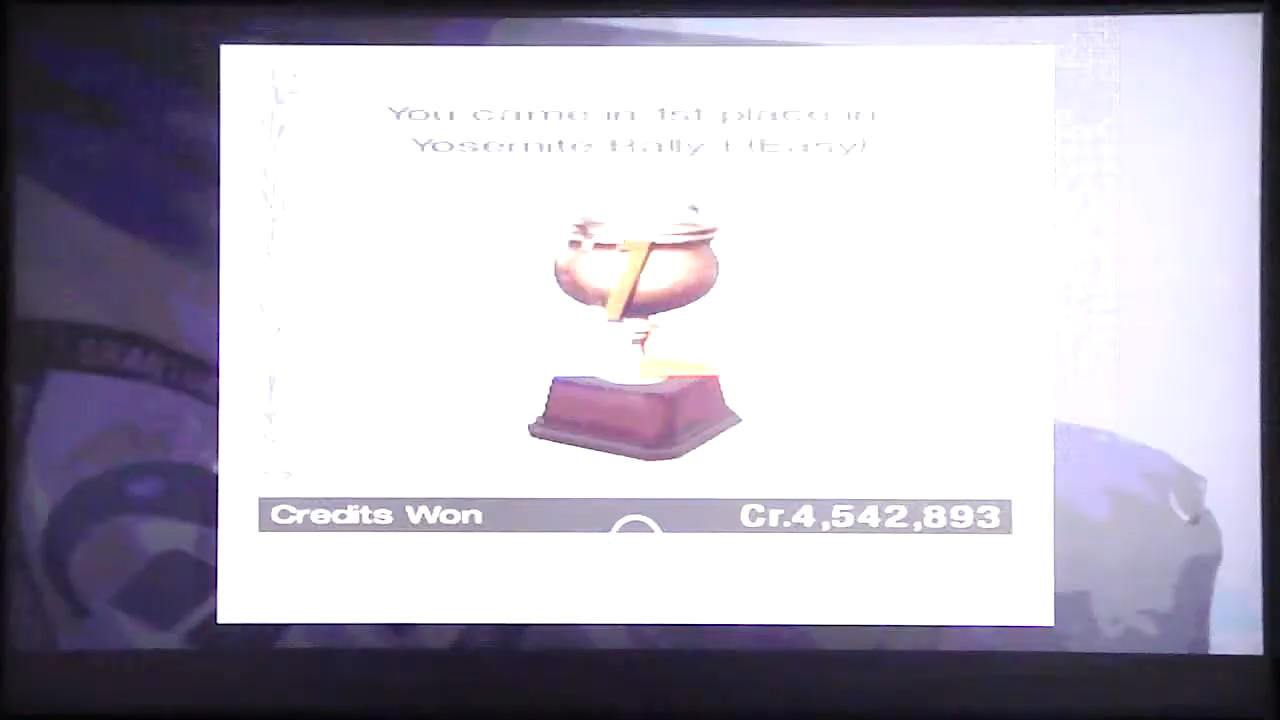 You came in 1st place in
Yosemite Rally I (Easy)
Credits Won Cr.4,542,893